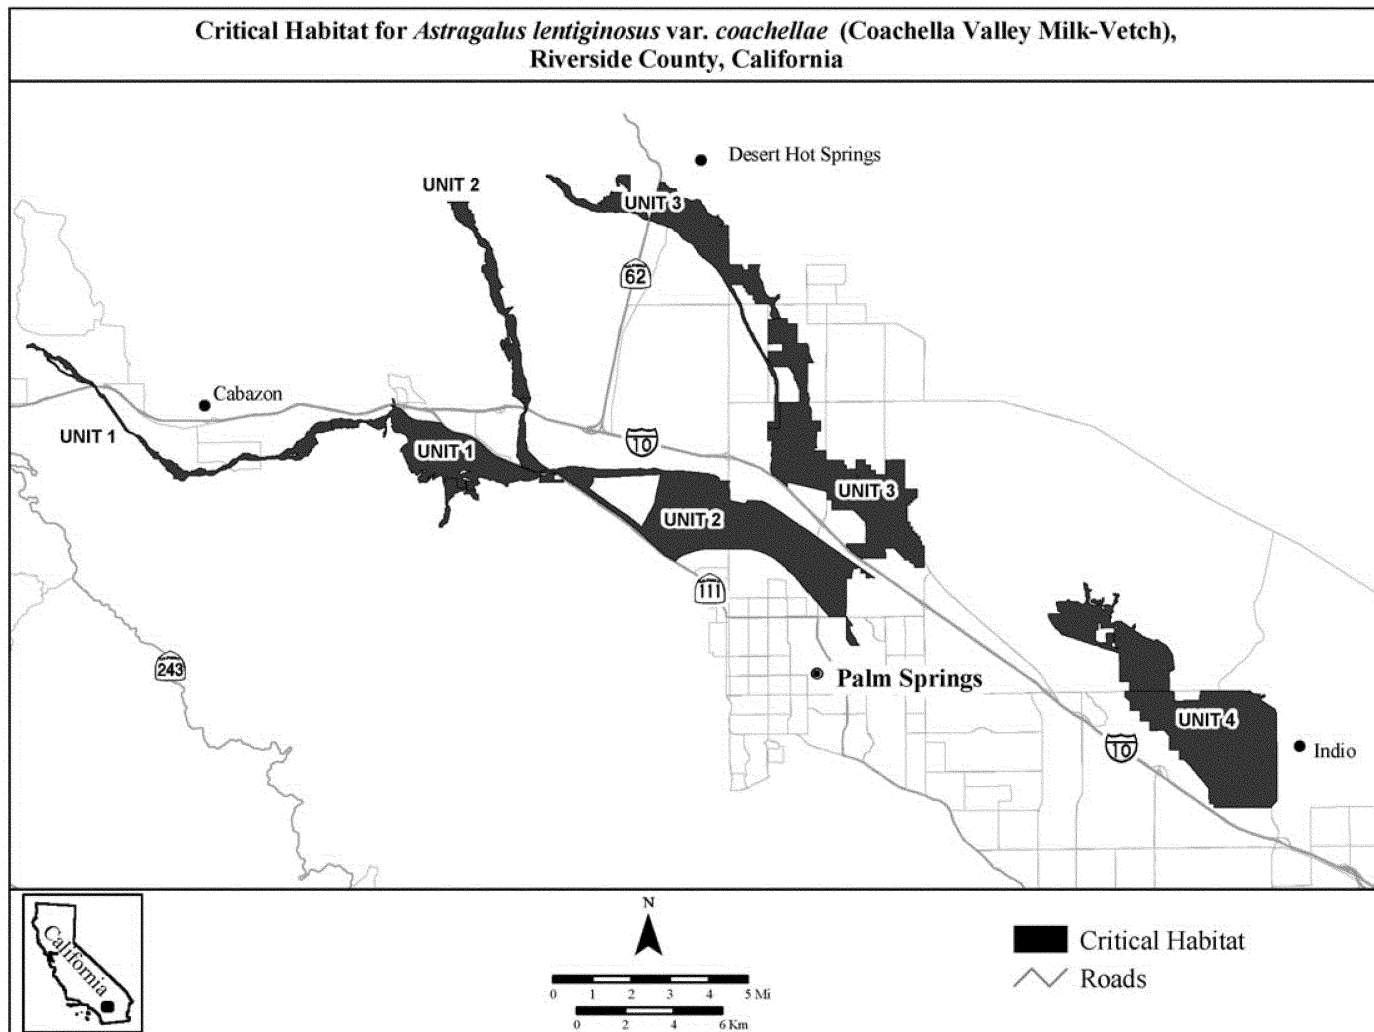 Critical Habitat for Astragalus lentiginosus var. coachellae (Coachella Valley Milk-Vetch),
Riverside County, California
Desert Hot Springs
UNIT 2
UNIT 3
62
Cabazon
UNIT 1
10
UNIT 1
UNIT 3
UNIT 2
111
243
Palm Springs
UNIT 4
10
Indio
California
N
0 1 2 3 4 5 Mi
0 2 4 6 Km
Critical Habitat
Roads